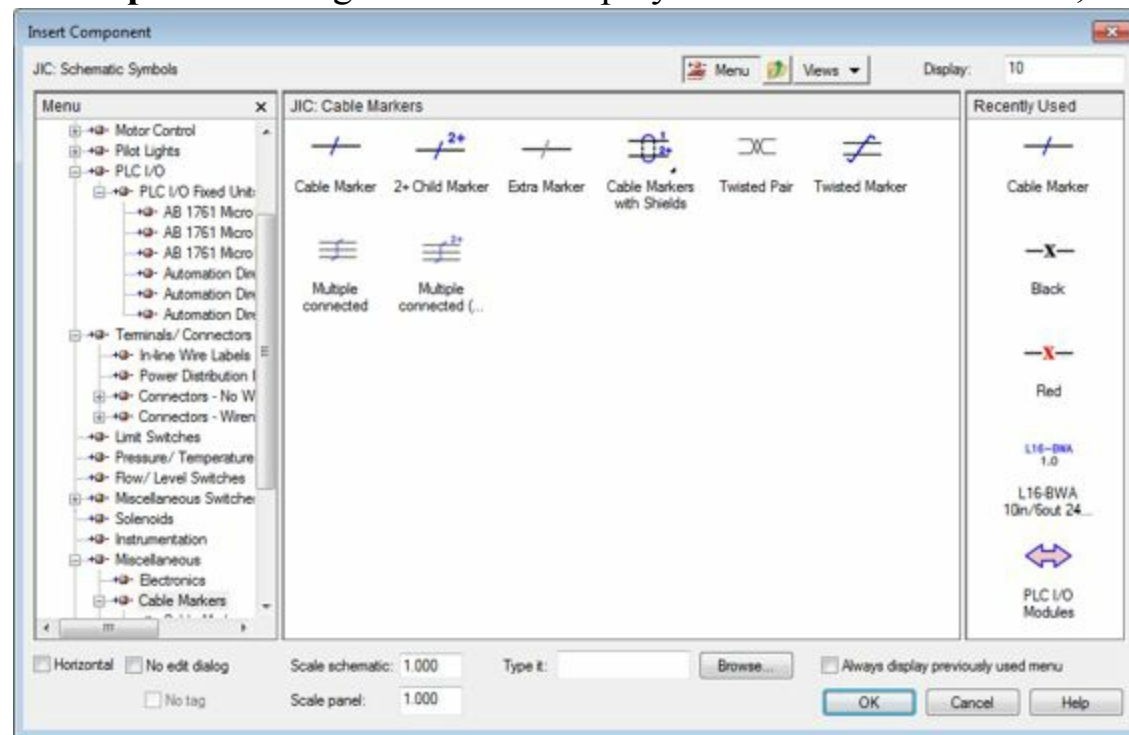 Insert Component
JIC: Schematic Symbols
Menu
Views
Display:
10
Menu
x
Motor Control
Pilot Lights
PLC I/O
PLC I/O Fixed Units
AB 1761 Micro
AB 1761 Micro
AB 1761 Micro
Automation Dire
Automation Dire
Automation Dire
Terminals/ Connectors
In-line Wire Labels
Power Distribution
Connectors - No W
Connectors - Wiren
Limit Switches
Pressure/ Temperature
Flow/ Level Switches
Miscellaneous Switche
Solenoids
Instrumentation
Miscellaneous
Electronics
Cable Markers
JIC: Cable Markers
2+
1
2+
Cable Marker
2+ Child Marker
Extra Marker
Cable Markers
with Shields
Twisted Pair
Twisted Marker
2+
Multiple
connected
Multiple
connected (...
Recently Used
Cable Marker
X
Black
X
Red
L16-BWA
1.0
L16-BWA
10in/6out 24...
PLC I/O
Modules
Horizontal
No edit dialog
No tag
Scale schematic:
1.000
Scale panel:
1.000
Type it:
Browse...
Always display previously used menu
OK
Cancel
Help